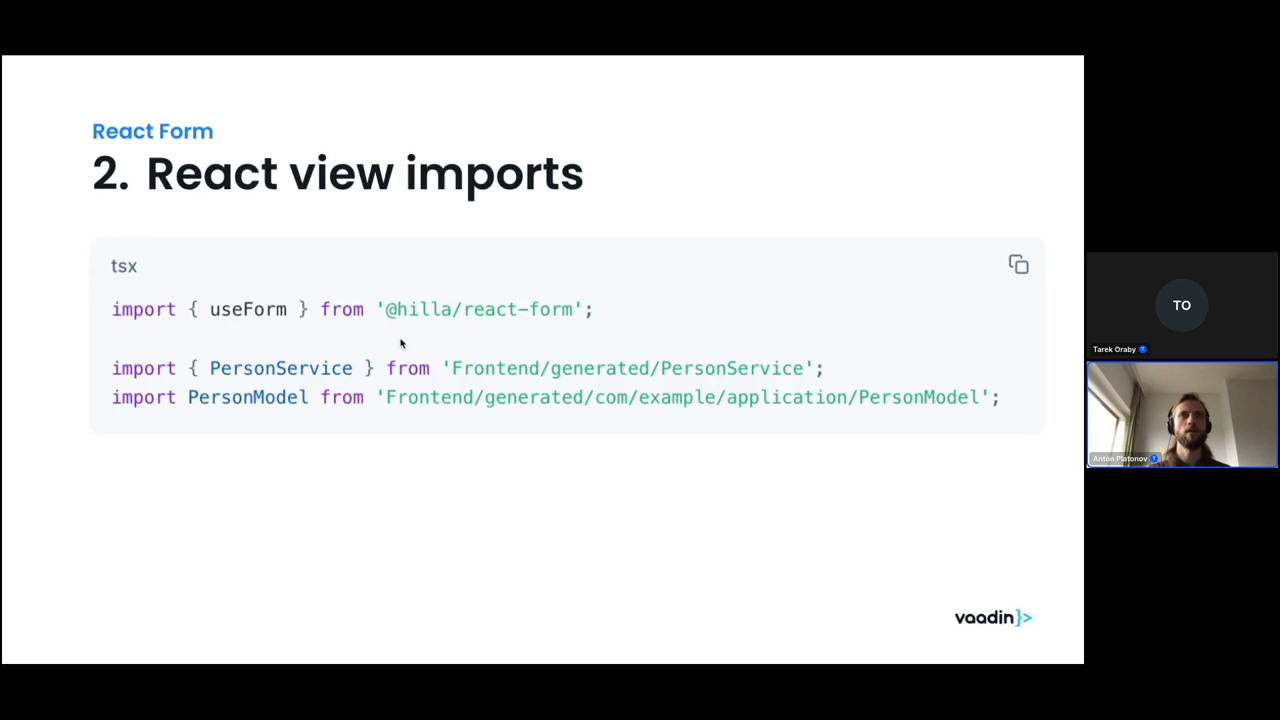 React Form
2. React view imports
tsx
import { useForm } from '@hilla/react-form';
import { PersonService } from 'Frontend/generated/PersonService';
import PersonModel from 'Frontend/generated/com/example/application/PersonModel';
vaadin}>
TO
Tarek Oraby
Anton Platonov